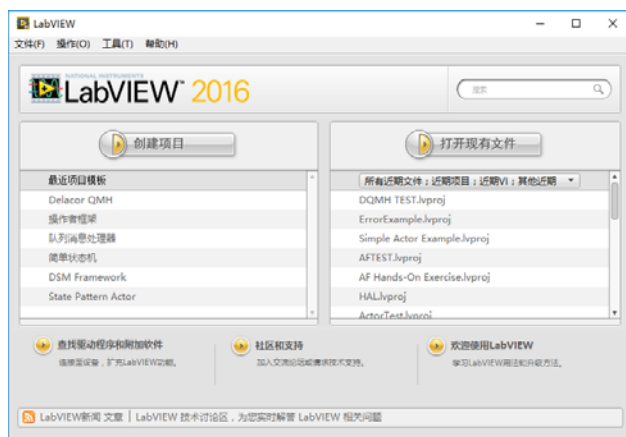 LabVIEW
文件(F) 操作(O) 工具(T) 帮助(H)
NATIONAL INSTRUMENTS
LabVIEW™ 2016
搜索
创建项目
打开现有文件
最近项目模板
所有近期文件；近期项目；近期VI；其他近期
Delacor QMH
DQMH TEST.lvproj
操作者框架
ErrorExample.lvproj
队列消息处理器
Simple Actor Example.lvproj
简单状态机
AFTEST.lvproj
DSM Framework
AF Hands-On Exercise.lvproj
State Pattern Actor
HAL.lvproj
ActorTest.lvproj
查找驱动程序和附加软件
连接至设备，扩充LabVIEW功能。
社区和支持
加入交流论坛或请求技术支持。
欢迎使用LabVIEW
学习LabVIEW用法和升级方法。
LabVIEW新闻 文章 | LabVIEW 技术讨论区，为您实时解答 LabVIEW 相关问题